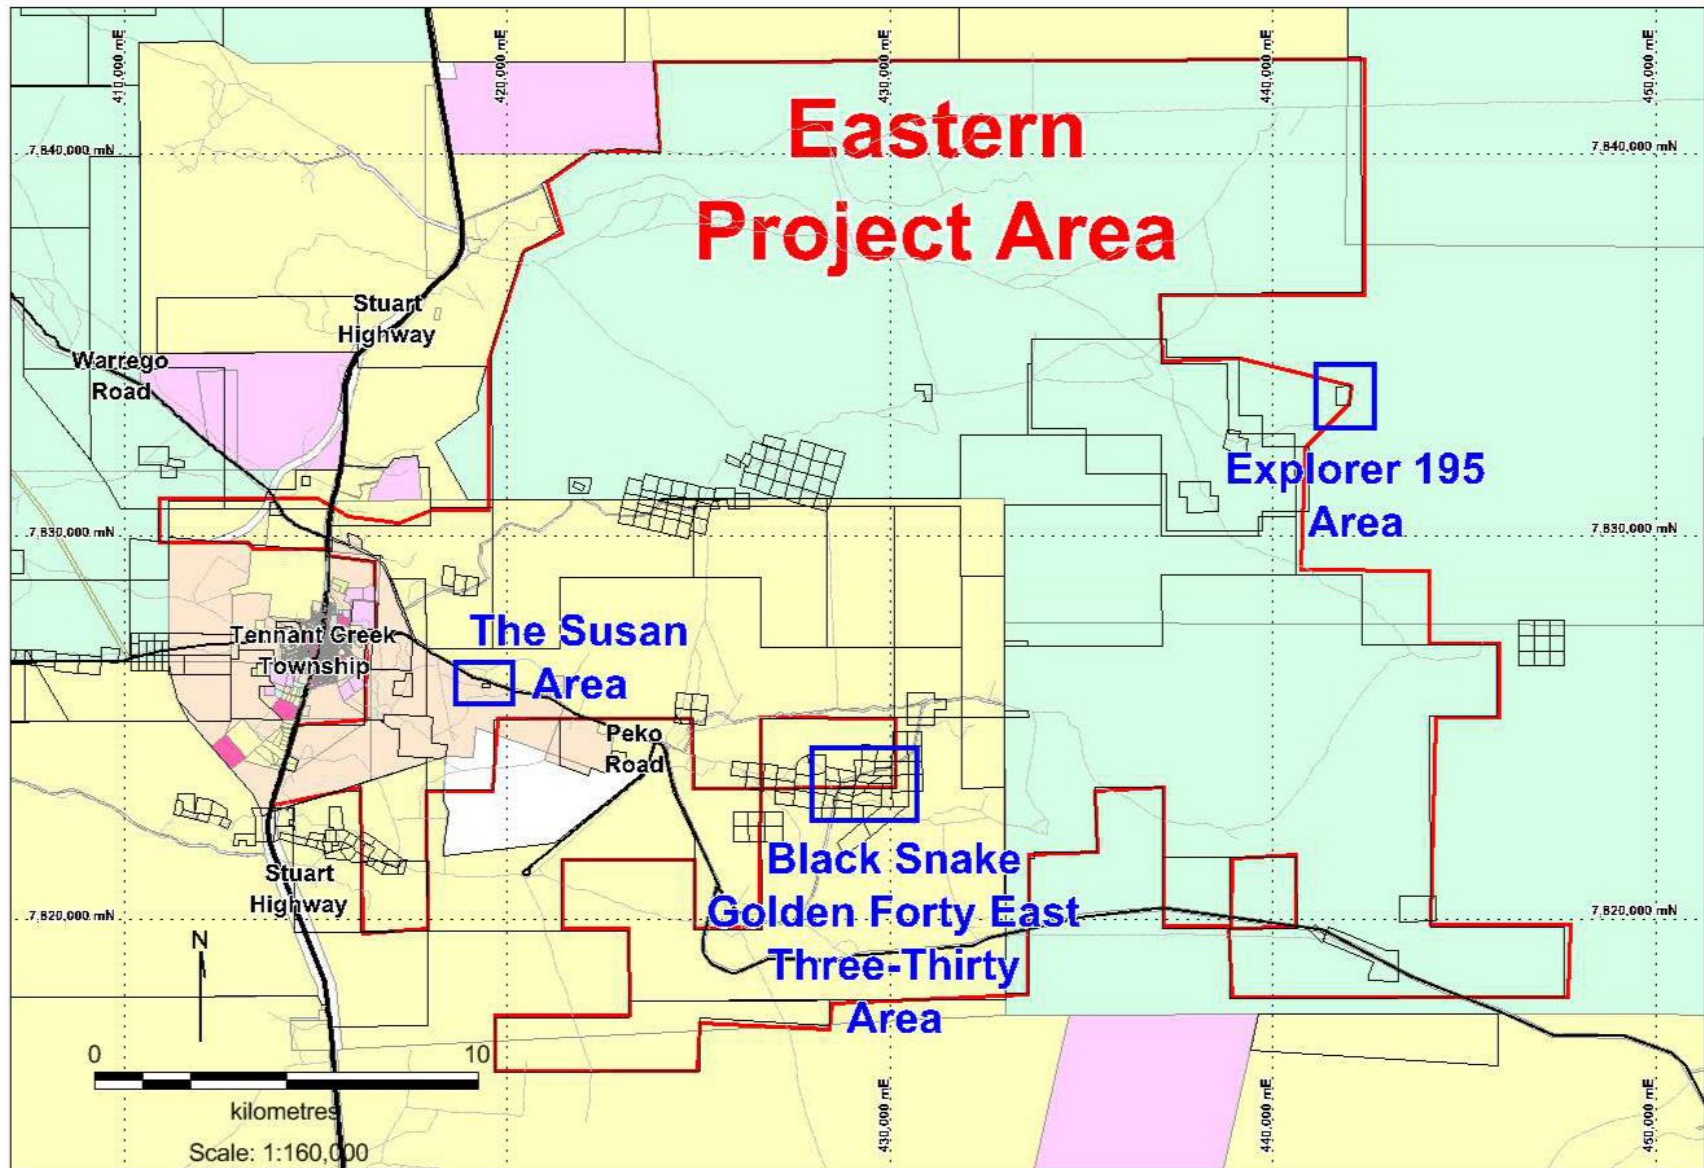 410,000 mE
420,000 mE
430,000 mE
440,000 mE
450,000 mE
Eastern
Project Area
7,840,000 mN
7,840,000 mN
Stuart
Highway
Warrego
Road
Explorer 195
Area
7,830,000 mN
7,830,000 mN
The Susan
Area
Tennant Creek
Township
Peko
Road
Black Snake
Golden Forty East
Three-Thirty
Area
Stuart
Highway
7,820,000 mN
7,820,000 mN
N
0 10
kilometres
Scale: 1:160,000
430,000 mE
440,000 mE
450,000 mE